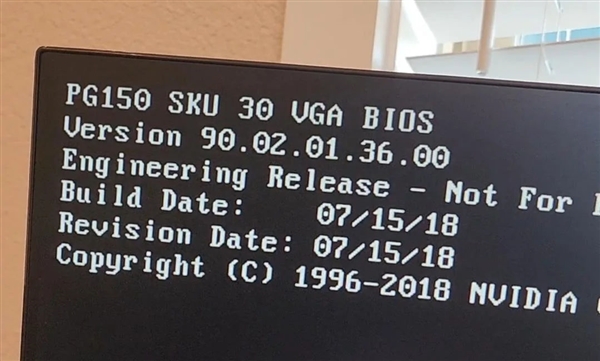 PG150 SKU 30 VGA BIOS
Version 90.02.01.36.00
Engineering Release - Not For
Build Date: 07/15/18
Revision Date: 07/15/18
Copyright (C) 1996-2018 NVIDIA